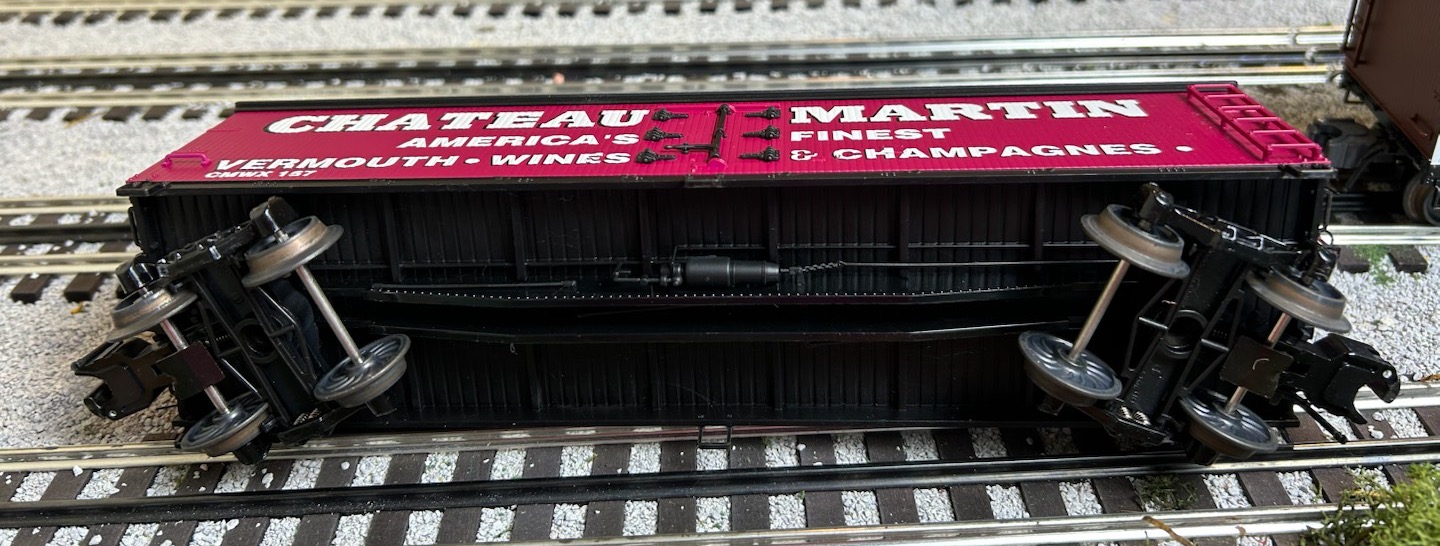 CHATEAU MARTIN
AMERICA'S FINEST
VERMOUTH • WINES & CHAMPAGNES •
CMWX 157